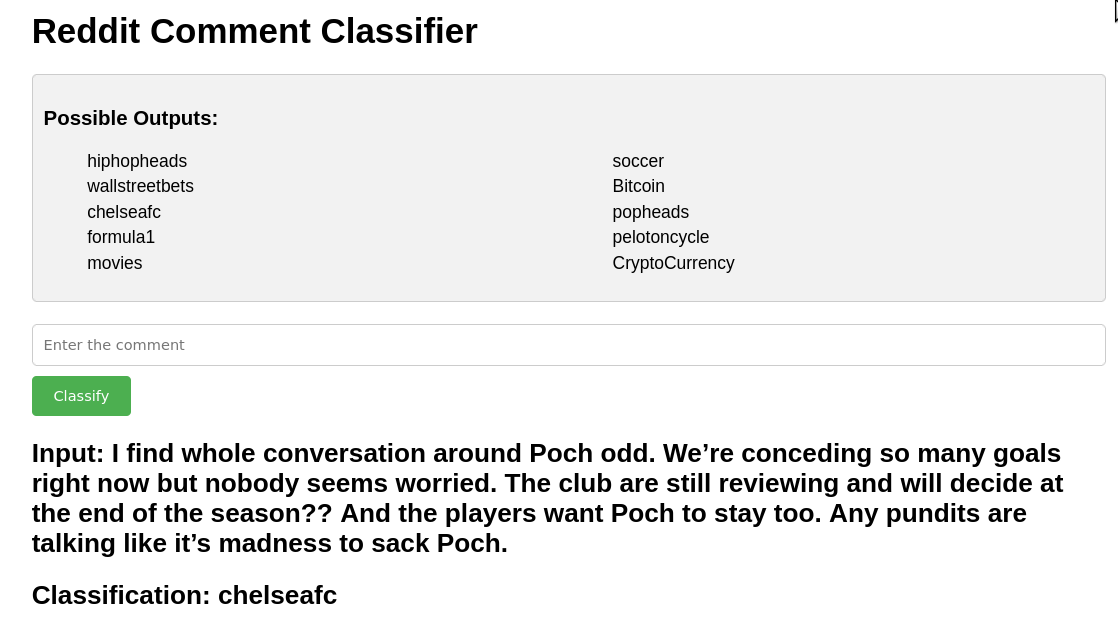 Reddit Comment Classifier
Possible Outputs:
hiphopheads
wallstreetbets
chelseafc
formula1
movies
soccer
Bitcoin
popheads
pelotoncycle
CryptoCurrency
Enter the comment
Classify
Input: I find whole conversation around Poch odd. We’re conceding so many goals
right now but nobody seems worried. The club are still reviewing and will decide at
the end of the season?? And the players want Poch to stay too. Any pundits are
talking like it’s madness to sack Poch.
Classification: chelseafc